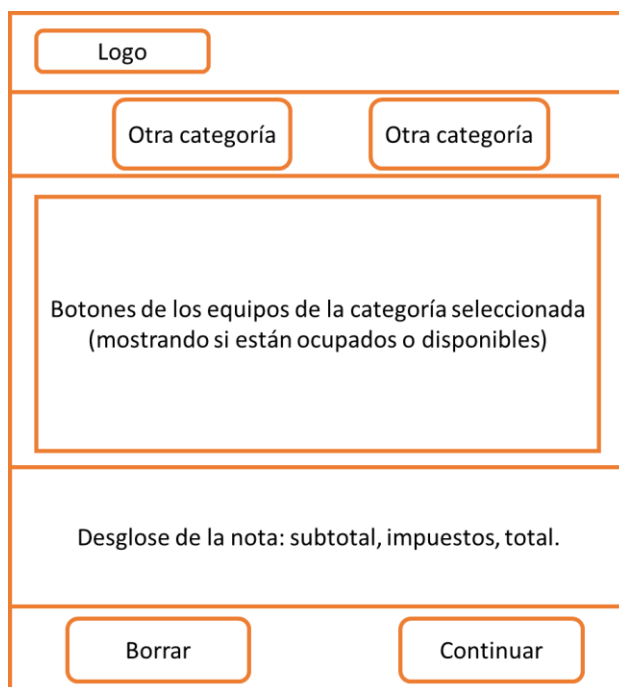 Logo
Otra categoría
Otra categoría
Botones de los equipos de la categoría seleccionada
(mostrando si están ocupados o disponibles)
Desglose de la nota: subtotal, impuestos, total.
Borrar
Continuar